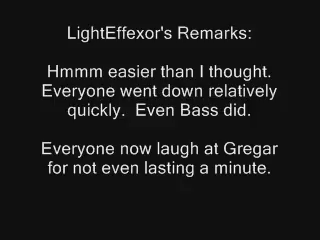 LightEffexor's Remarks:
Hmmm easier than I thought.
Everyone went down relatively
quickly.  Even Bass did.
Everyone now laugh at Gregar
for not even lasting a minute.